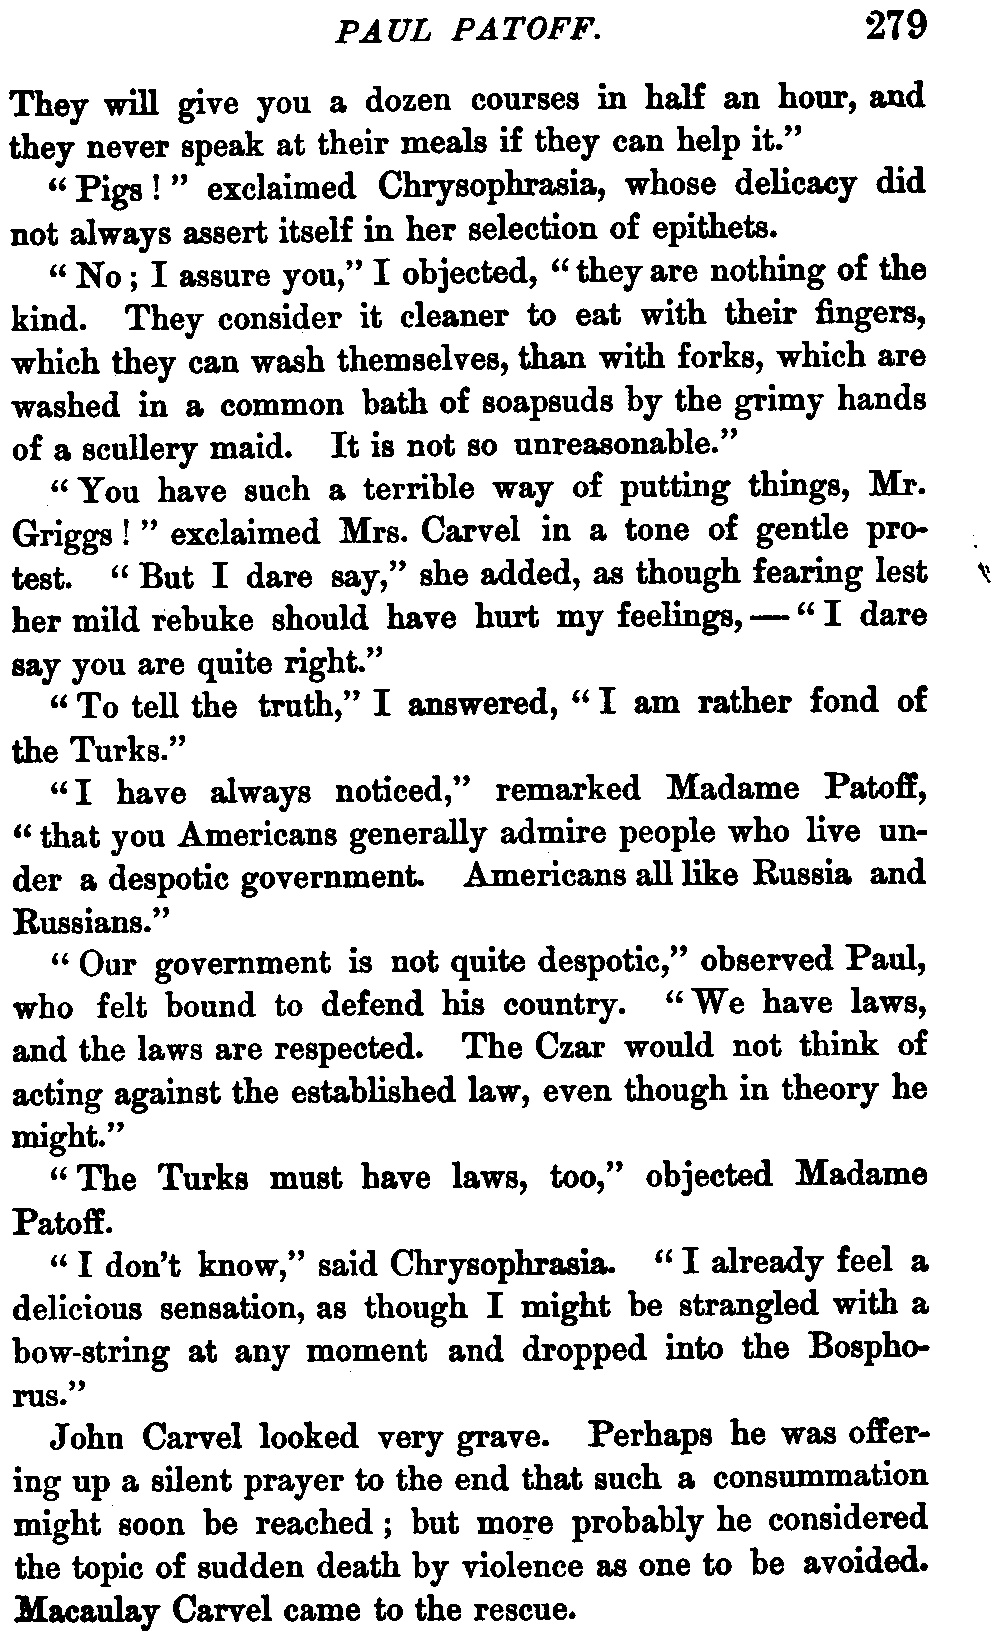 PAUL PATOFF. 279
They will give you a dozen courses in half an hour, and
they never speak at their meals if they can help it."
"Pigs!" exclaimed Chrysophrasia, whose delicacy did
not always assert itself in her selection of epithets.
"No; I assure you," I objected, "they are nothing of the
kind. They consider it cleaner to eat with their fingers,
which they can wash themselves, than with forks, which are
washed in a common bath of soapsuds by the grimy hands
of a scullery maid. It is not so unreasonable."
"You have such a terrible way of putting things, Mr.
Griggs!" exclaimed Mrs. Carvel in a tone of gentle pro-
test. "But I dare say," she added, as though fearing lest
her mild rebuke should have hurt my feelings,—"I dare
say you are quite right."
"To tell the truth," I answered, "I am rather fond of
the Turks."
"I have always noticed," remarked Madame Patoff,
"that you Americans generally admire people who live un-
der a despotic government. Americans all like Russia and
Russians."
"Our government is not quite despotic," observed Paul,
who felt bound to defend his country. "We have laws,
and the laws are respected. The Czar would not think of
acting against the established law, even though in theory he
might."
"The Turks must have laws, too," objected Madame
Patoff.
"I don't know," said Chrysophrasia. "I already feel a
delicious sensation, as though I might be strangled with a
bow-string at any moment and dropped into the Bospho-
rus."
John Carvel looked very grave. Perhaps he was offer-
ing up a silent prayer to the end that such a consummation
might soon be reached; but more probably he considered
the topic of sudden death by violence as one to be avoided.
Macaulay Carvel came to the rescue.